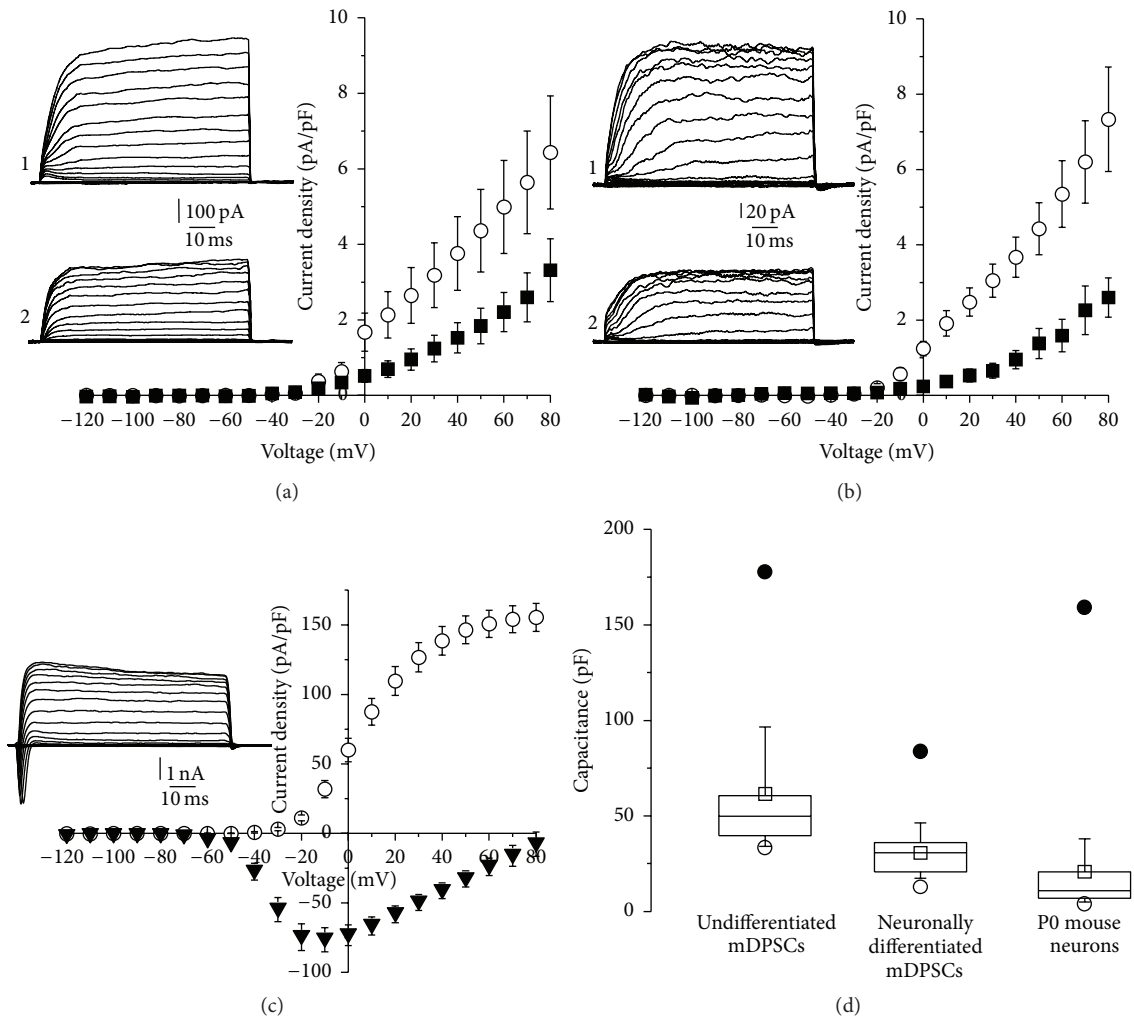 10
8
6
4
2
0
Current density (pA/pF)
1
100 pA
10 ms
2
−120 −100 −80 −60 −40 −20 0 20 40 60 80
Voltage (mV)
(a)
10
8
6
4
2
0
Current density (pA/pF)
1
20 pA
10 ms
2
−120 −100 −80 −60 −40 −20 0 20 40 60 80
Voltage (mV)
(b)
150
100
50
0
−50
−100
Current density (pA/pF)
1 nA
10 ms
−120 −100 −80 −60 −40 −20 0 20 40 60 80
Voltage (mV)
(c)
200
150
100
50
0
Capacitance (pF)
Undifferentiated
mDPSCs
Neuronally
differentiated
mDPSCs
P0 mouse
neurons
(d)